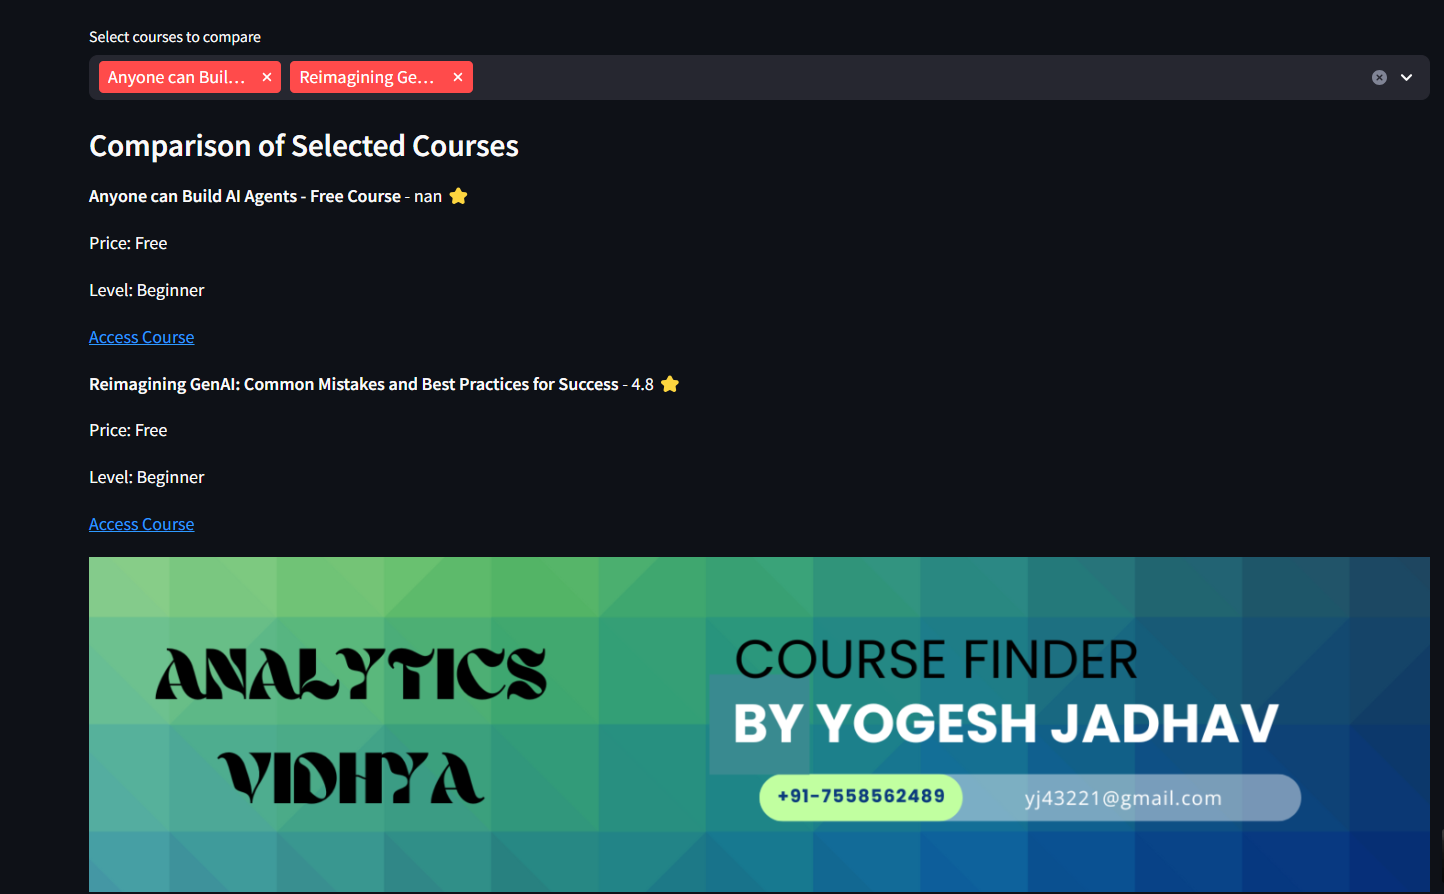 Select courses to compare
Anyone can Buil...
Reimagining Ge...
Comparison of Selected Courses
Anyone can Build AI Agents - Free Course - nan
Price: Free
Level: Beginner
Access Course
Reimagining GenAI: Common Mistakes and Best Practices for Success - 4.8
Price: Free
Level: Beginner
Access Course
ANALYTICS
VIDHYA
COURSE FINDER
BY YOGESH JADHAV
+91-7558562489
yj43221@gmail.com